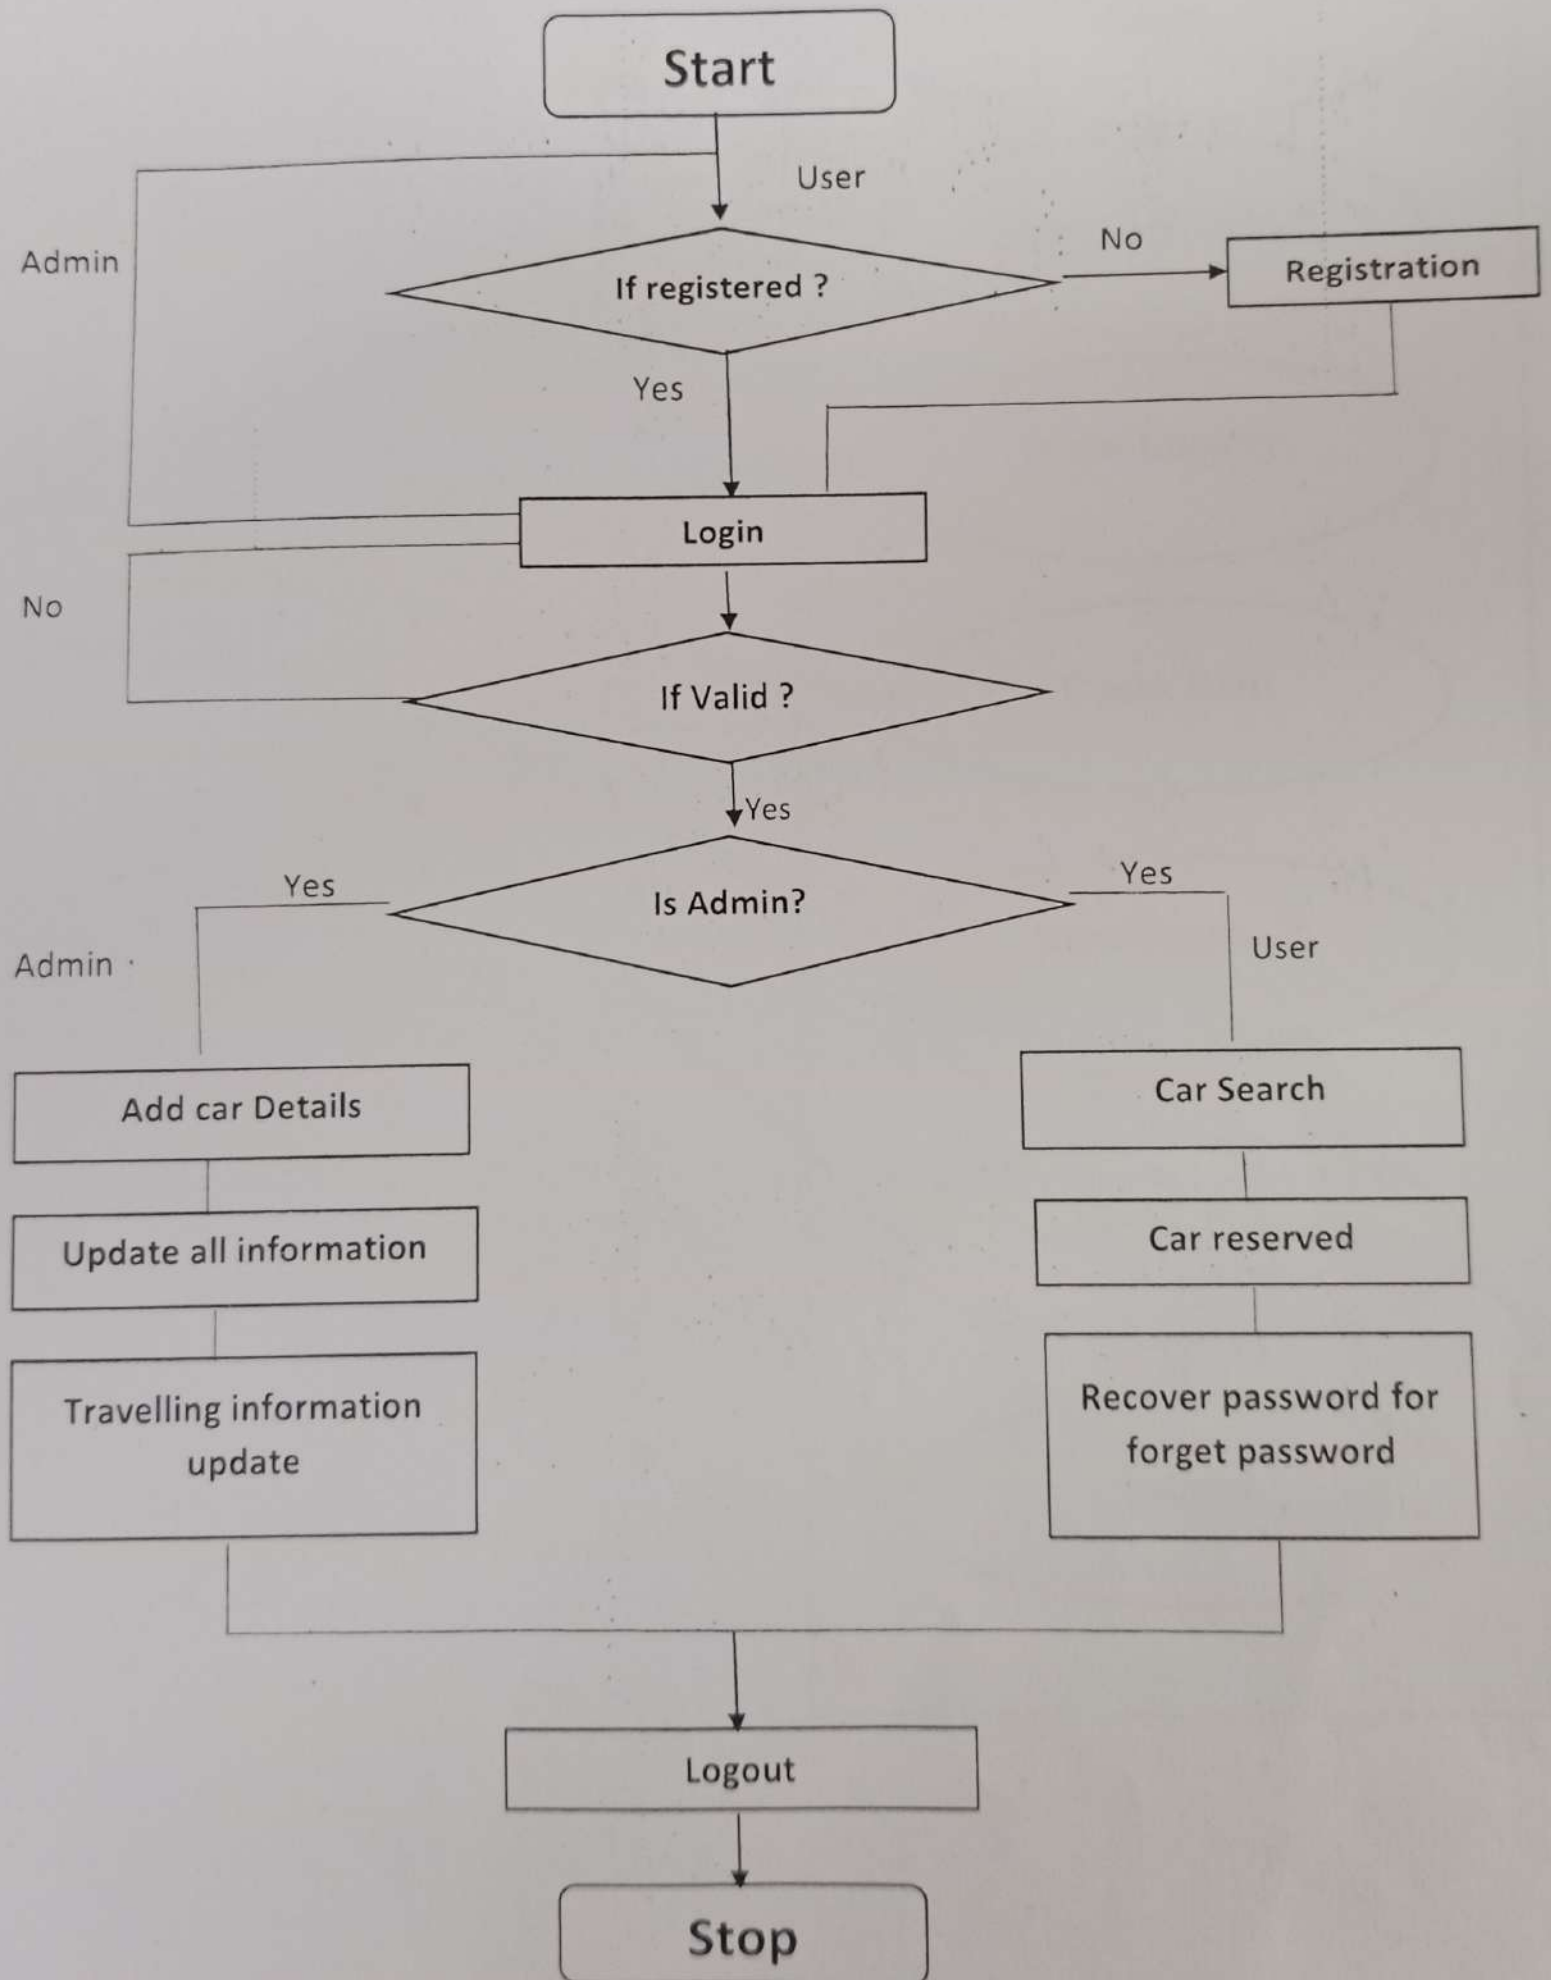 Start
User
Admin
No
If registered ?
Registration
Yes
Login
No
If Valid ?
Yes
Yes
Is Admin?
Yes
Admin
User
Add car Details
Car Search
Update all information
Car reserved
Travelling information
update
Recover password for
forget password
Logout
Stop